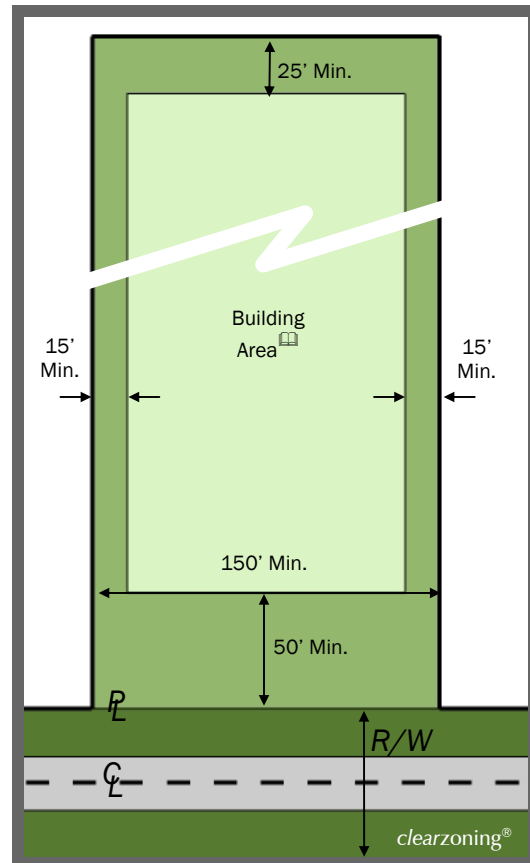 25’ Min.
Building
Area
15’
Min.
15’
Min.
150’ Min.
50’ Min.
PL
R/W
CL
clearzoning®